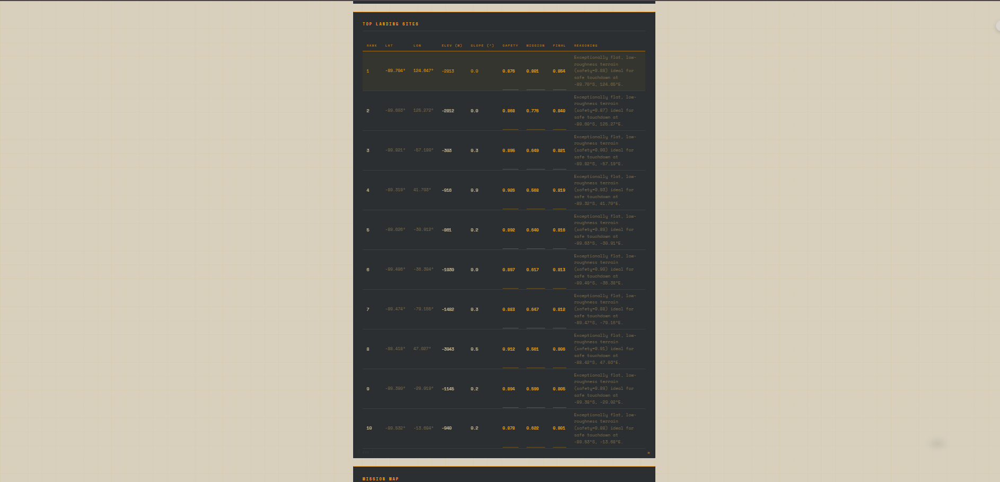 TOP LANDING SITES
RANK LAT LON ELEV (M) SLOPE (°) SAFETY MISSION FINAL REASONING
1 -89.704° 124.647° -2813 0.0 0.876 0.801 0.854
Exceptionally flat, low-
roughness terrain
(safety=0.88) ideal for
safe touchdown at
-89.70°S, 124.65°E.
2 -89.693° 125.272° -2812 0.0 0.868 0.776 0.840
Exceptionally flat, low-
roughness terrain
(safety=0.87) ideal for
safe touchdown at
-89.69°S, 125.27°E.
3 -89.821° -57.189° -303 0.3 0.895 0.649 0.821
Exceptionally flat, low-
roughness terrain
(safety=0.90) ideal for
safe touchdown at
-89.82°S, -57.19°E.
4 -89.319° 41.703° -916 0.9 0.926 0.568 0.819
Exceptionally flat, low-
roughness terrain
(safety=0.93) ideal for
safe touchdown at
-89.32°S, 41.70°E.
5 -89.626° -30.912° -861 0.2 0.892 0.640 0.816
Exceptionally flat, low-
roughness terrain
(safety=0.89) ideal for
safe touchdown at
-89.63°S, -30.91°E.
6 -89.486° -36.384° -1030 0.0 0.897 0.617 0.813
Exceptionally flat, low-
roughness terrain
(safety=0.90) ideal for
safe touchdown at
-89.49°S, -36.38°E.
7 -89.474° -79.155° -1482 0.3 0.883 0.647 0.812
Exceptionally flat, low-
roughness terrain
(safety=0.88) ideal for
safe touchdown at
-89.47°S, -79.16°E.
8 -89.418° 47.027° -3043 0.5 0.912 0.561 0.806
Exceptionally flat, low-
roughness terrain
(safety=0.91) ideal for
safe touchdown at
-89.42°S, 47.03°E.
9 -89.380° -29.019° -1145 0.2 0.894 0.599 0.805
Exceptionally flat, low-
roughness terrain
(safety=0.89) ideal for
safe touchdown at
-89.38°S, -29.02°E.
10 -89.532° -13.684° -940 0.2 0.878 0.622 0.801
Exceptionally flat, low-
roughness terrain
(safety=0.88) ideal for
safe touchdown at
-89.53°S, -13.68°E.
MISSION MAP